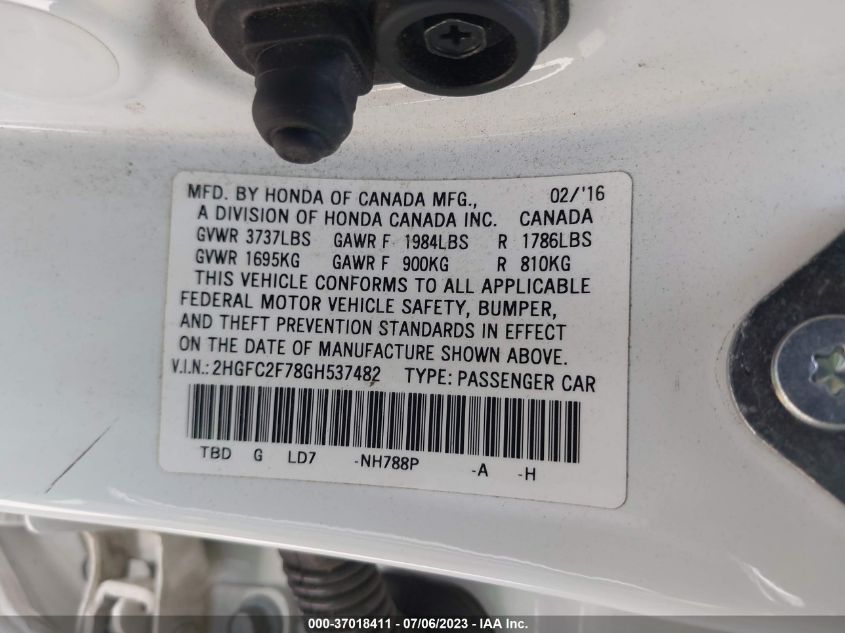 MFD. BY HONDA OF CANADA MFG., 02/'16
A DIVISION OF HONDA CANADA INC. CANADA
GVWR 3737LBS GAWR F 1984LBS R 1786LBS
GVWR 1695KG GAWR F 900KG R 810KG
THIS VEHICLE CONFORMS TO ALL APPLICABLE
FEDERAL MOTOR VEHICLE SAFETY, BUMPER,
AND THEFT PREVENTION STANDARDS IN EFFECT
ON THE DATE OF MANUFACTURE SHOWN ABOVE.
V.I.N.: 2HGFC2F78GH537482 TYPE: PASSENGER CAR
TBD G LD7 -NH788P -A -H
000-37018411 - 07/06/2023 - © IAA Inc.